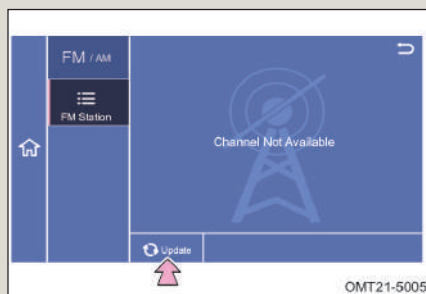 FM / AM
FM Station
Channel Not Available
Update
OMT21-5005